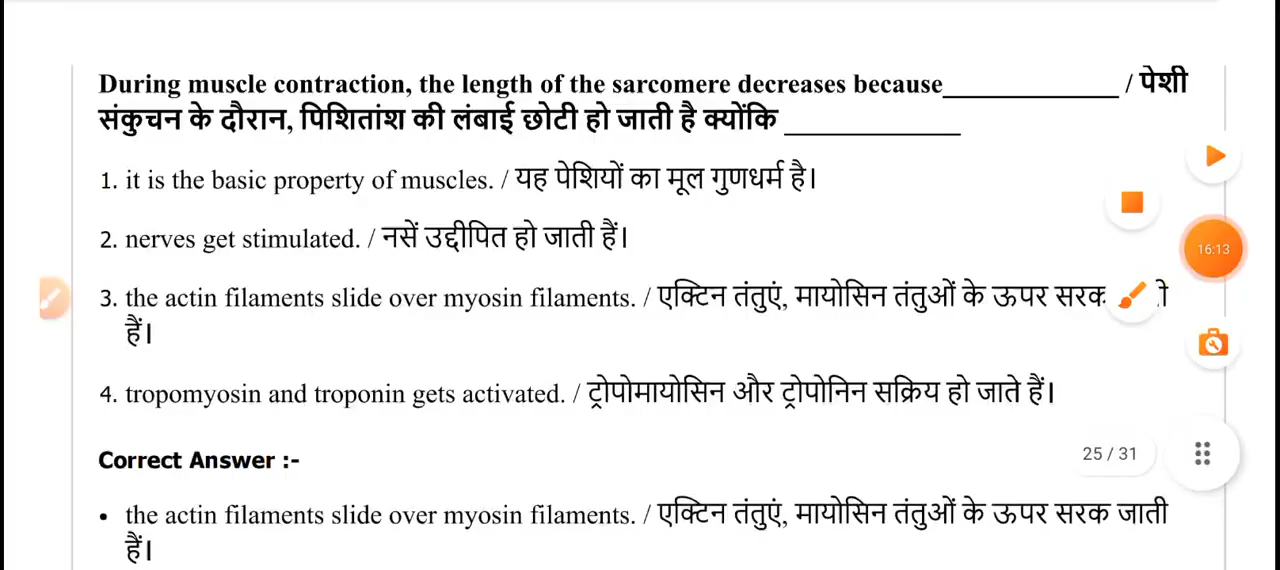 During muscle contraction, the length of the sarcomere decreases because______________ / पेशी
संकुचन के दौरान, पिशितांश की लंबाई छोटी हो जाती है क्योंकि ______________
1. it is the basic property of muscles. / यह पेशियों का मूल गुणधर्म है।
2. nerves get stimulated. / नसें उद्दीपित हो जाती हैं।
16:13
3. the actin filaments slide over myosin filaments. / एक्टिन तंतुएं, मायोसिन तंतुओं के ऊपर सरक
हैं।
4. tropomyosin and troponin gets activated. / ट्रोपोमायोसिन और ट्रोपोनिन सक्रिय हो जाते हैं।
Correct Answer :-
25 / 31
• the actin filaments slide over myosin filaments. / एक्टिन तंतुएं, मायोसिन तंतुओं के ऊपर सरक जाती
हैं।